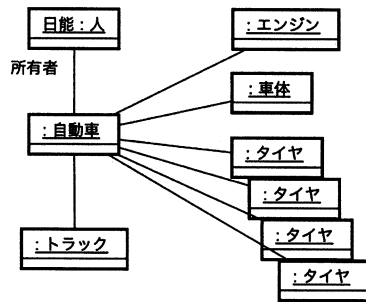 日能：人
：エンジン
所有者
：車体
：自動車
：タイヤ
：タイヤ
：タイヤ
：トラック
：タイヤ